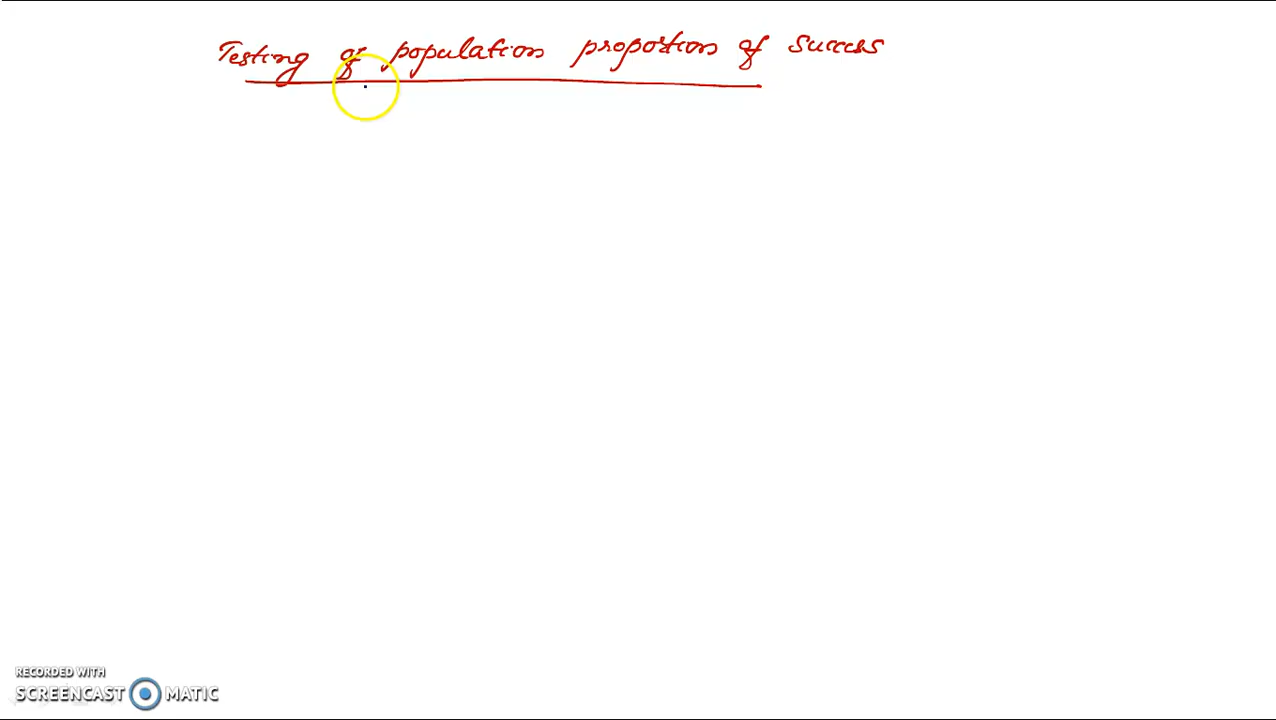 Testing of population proportion of success
RECORDED WITH
SCREENCAST MATIC